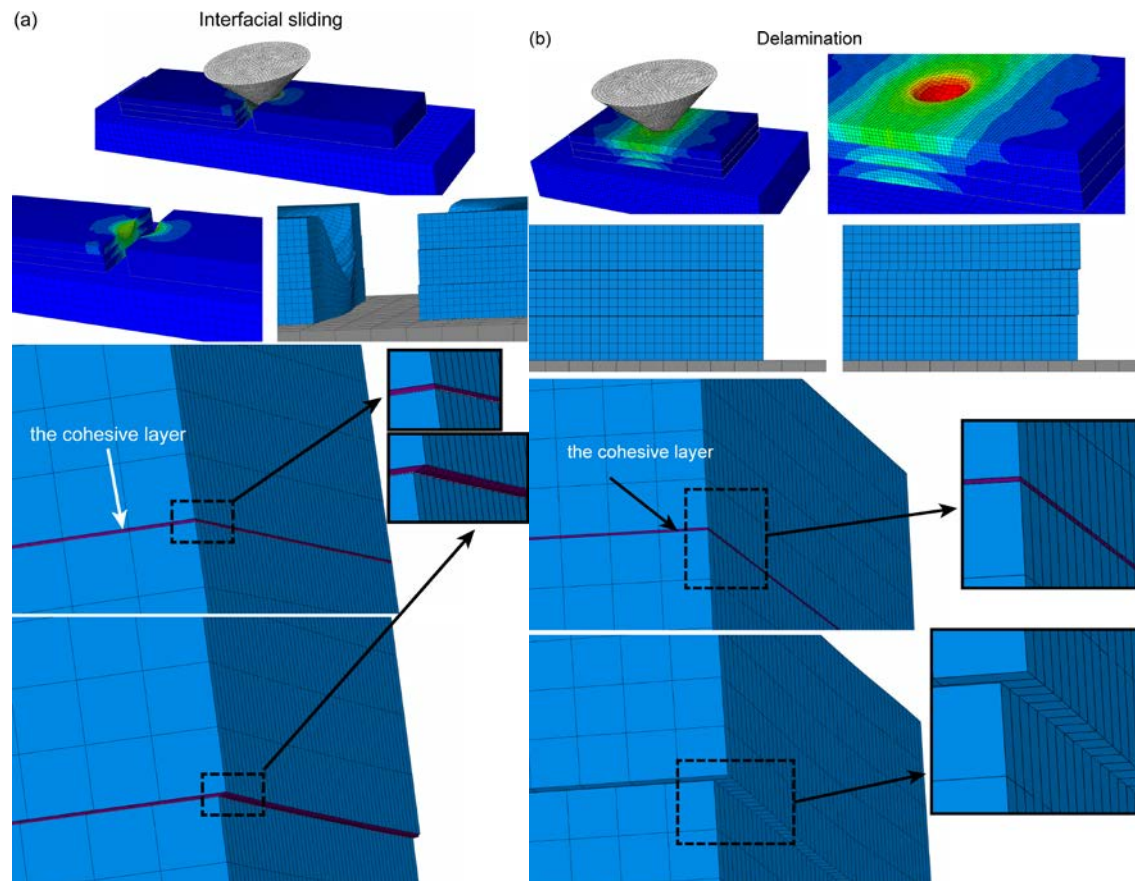 (a)
Interfacial sliding
(b)
Delamination
the cohesive layer
the cohesive layer